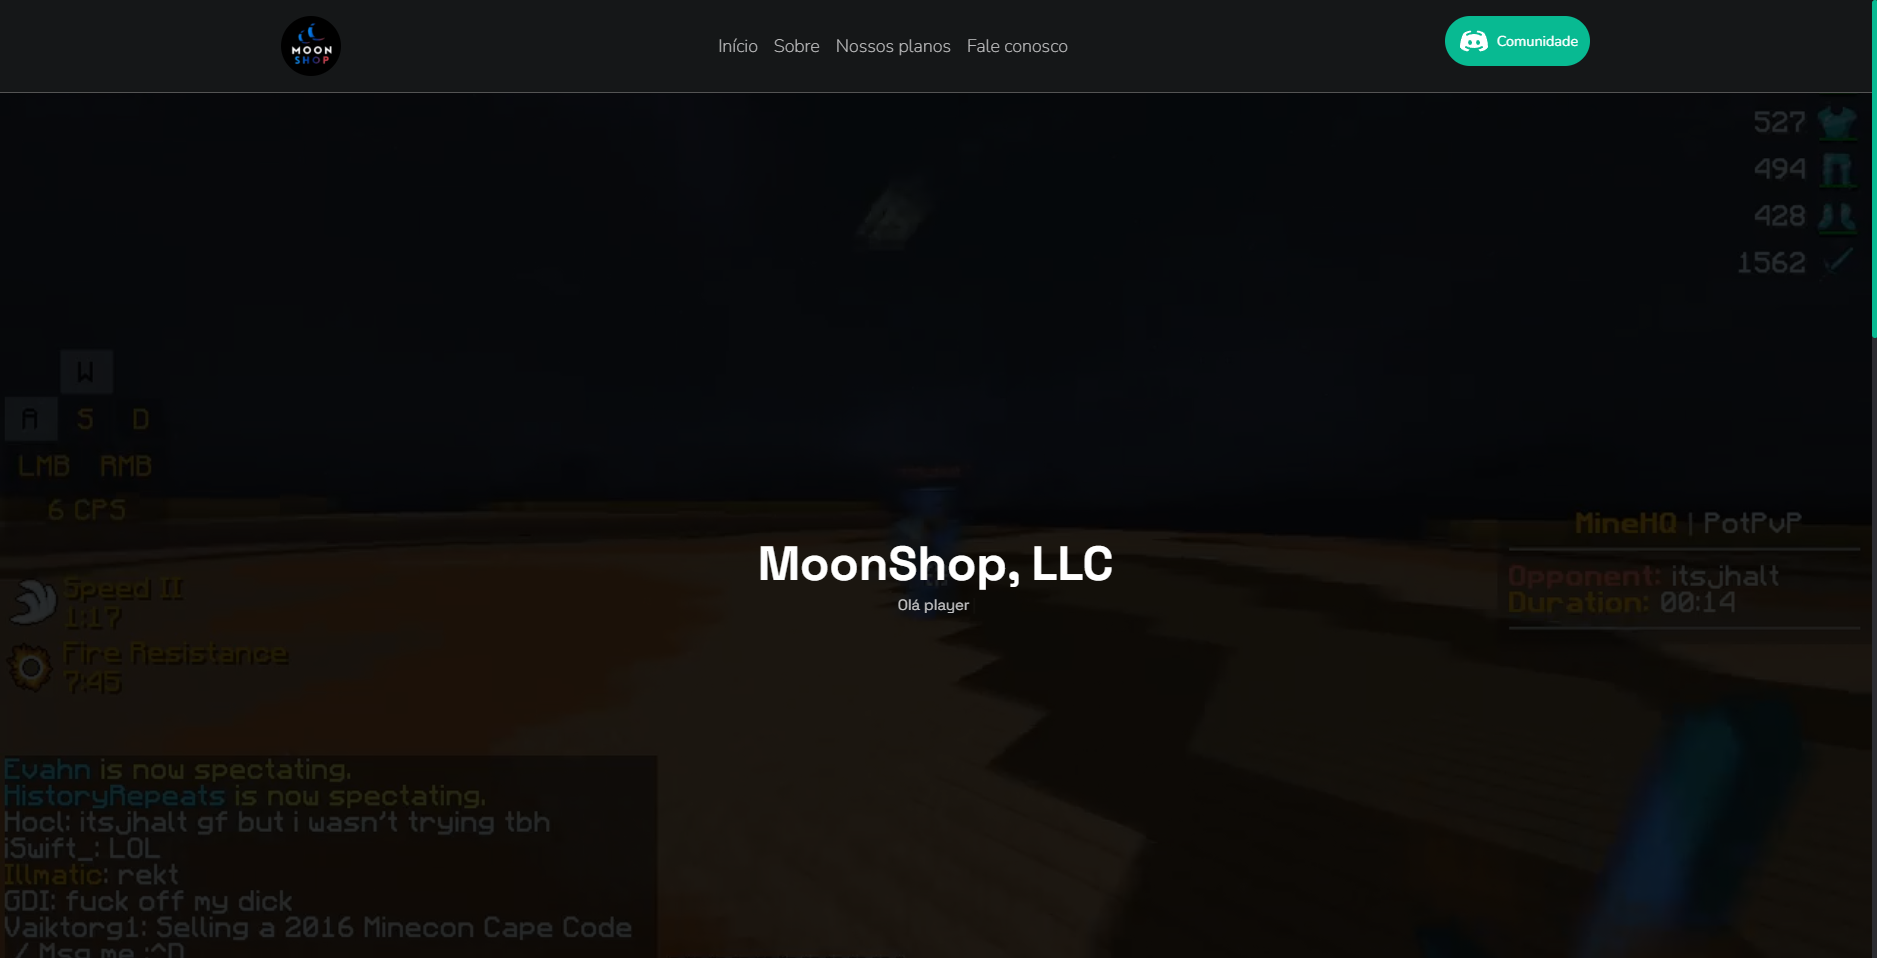 MOON
SHOP
Início Sobre Nossos planos Fale conosco
Comunidade
527
494
428
1562
W
A S D
LMB RMB
6 CPS
MineHQ | PotPvP
Opponent: itsjhalt
Duration: 00:14
MoonShop, LLC
Olá player
Speed II
1:17
Fire Resistance
7:45
Evahn is now spectating.
HistoryRepeats is now spectating.
Hocl: itsjhalt gf but i wasn't trying tbh
iSwift_: LOL
Illmatic: rekt
GDI: fuck off my dick
Vaiktorg1: Selling a 2016 Minecon Cape Code
/ Msg me :^D